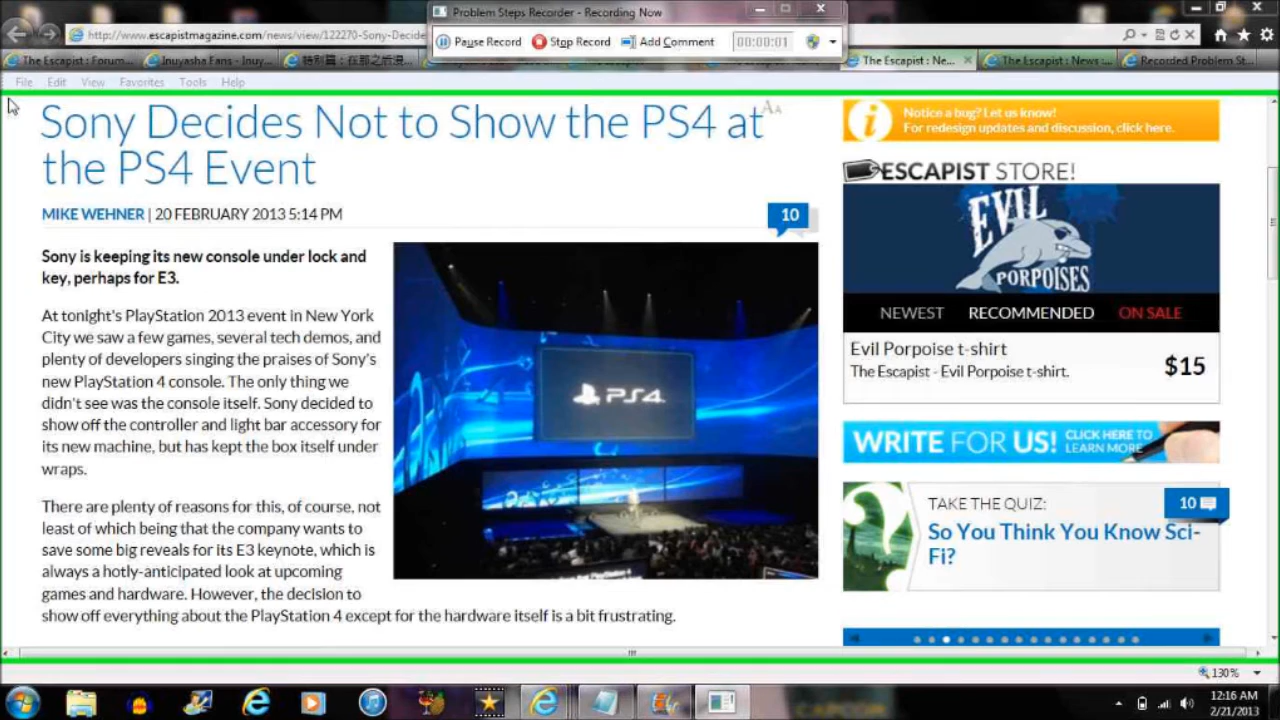 Problem Steps Recorder - Recording Now
http://www.escapistmagazine.com/news/view/122270-Sony-Decide
Pause Record Stop Record Add Comment 00:00:01
The Escapist : Forum... Inuyasha Fans - Inuy... The Escapist : Ne... The Escapist : News :... Recorded Problem St...
File Edit View Favorites Tools Help
Sony Decides Not to Show the PS4 at
the PS4 Event
AA
MIKE WEHNER | 20 FEBRUARY 2013 5:14 PM
10
Sony is keeping its new console under lock and
key, perhaps for E3.
At tonight's PlayStation 2013 event in New York
City we saw a few games, several tech demos, and
plenty of developers singing the praises of Sony's
new PlayStation 4 console. The only thing we
didn't see was the console itself. Sony decided to
show off the controller and light bar accessory for
its new machine, but has kept the box itself under
wraps.
There are plenty of reasons for this, of course, not
least of which being that the company wants to
save some big reveals for its E3 keynote, which is
always a hotly-anticipated look at upcoming
games and hardware. However, the decision to
show off everything about the PlayStation 4 except for the hardware itself is a bit frustrating.
PS4
Notice a bug? Let us know!
For redesign updates and discussion, click here.
ESCAPIST STORE!
EVIL
PORPOISES
NEWEST RECOMMENDED ON SALE
Evil Porpoise t-shirt
The Escapist - Evil Porpoise t-shirt.
$15
WRITE FOR US! CLICK HERE TO
LEARN MORE
TAKE THE QUIZ:
10
So You Think You Know Sci-
Fi?
130%
12:16 AM
2/21/2013